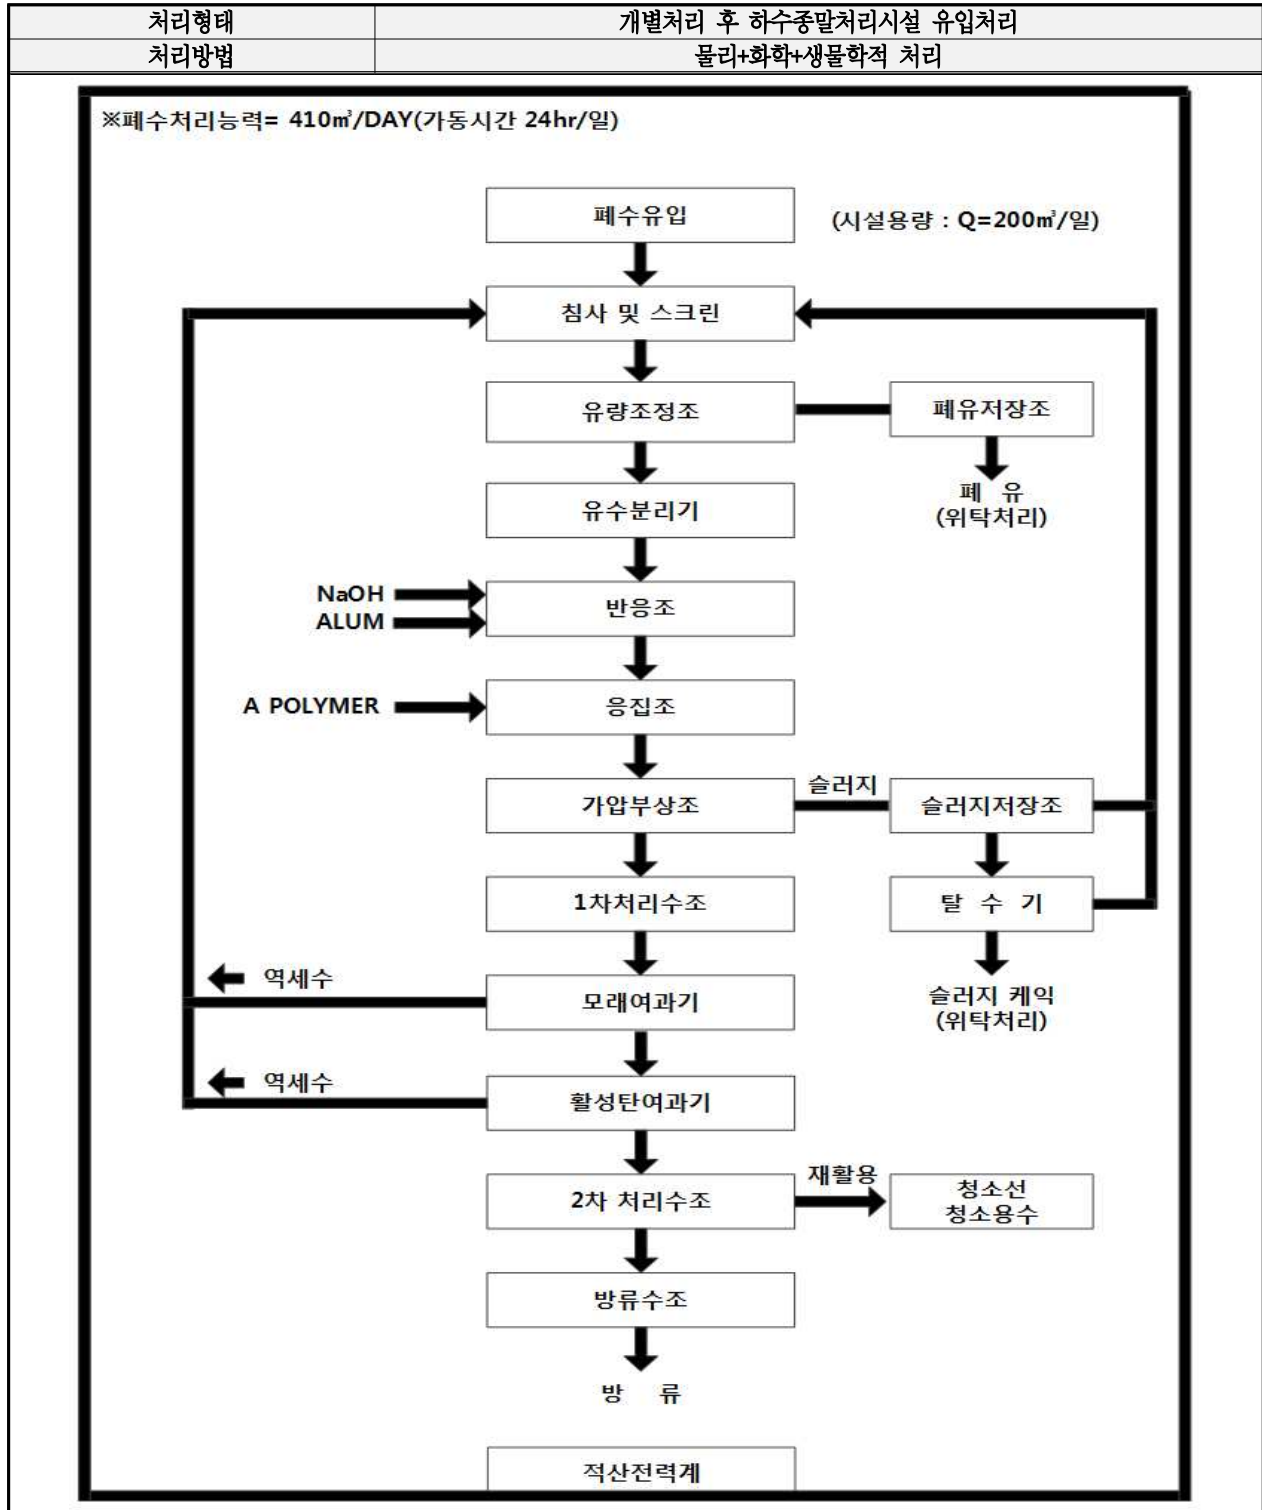 처리형태 개별처리 후 하수종말처리시설 유입처리
처리방법 물리+화학+생물학적 처리
※폐수처리능력= 410㎥/DAY(가동시간 24hr/일)
폐수유입
(시설용량 : Q=200㎥/일)
침사 및 스크린
유량조정조
폐유저장조
폐 유
(위탁처리)
유수분리기
NaOH
ALUM
반응조
A POLYMER
응집조
가압부상조
슬러지
슬러지저장조
1차처리수조
탈 수 기
역세수
모래여과기
슬러지 케익
(위탁처리)
역세수
활성탄여과기
2차 처리수조
재활용
청소선
청소용수
방류수조
방 류
적산전력계